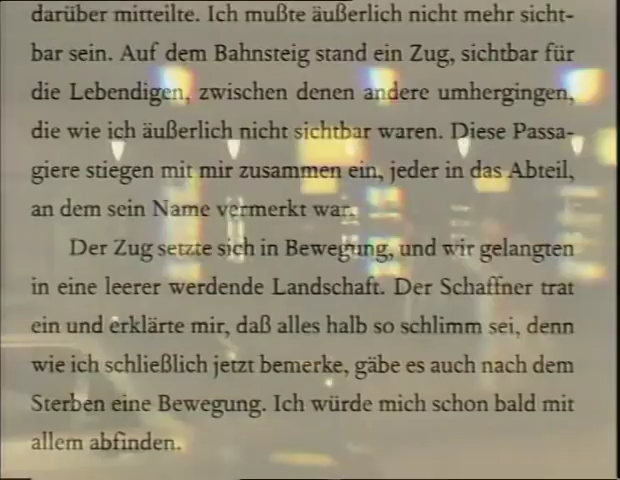 darüber mitteilte. Ich mußte äußerlich nicht mehr sicht-
bar sein. Auf dem Bahnsteig stand ein Zug, sichtbar für
die Lebendigen, zwischen denen andere umhergingen,
die wie ich äußerlich nicht sichtbar waren. Diese Passa-
giere stiegen mit mir zusammen ein, jeder in das Abteil,
an dem sein Name vermerkt war.
Der Zug setzte sich in Bewegung, und wir gelangten
in eine leerer werdende Landschaft. Der Schaffner trat
ein und erklärte mir, daß alles halb so schlimm sei, denn
wie ich schließlich jetzt bemerke, gäbe es auch nach dem
Sterben eine Bewegung. Ich würde mich schon bald mit
allem abfinden.